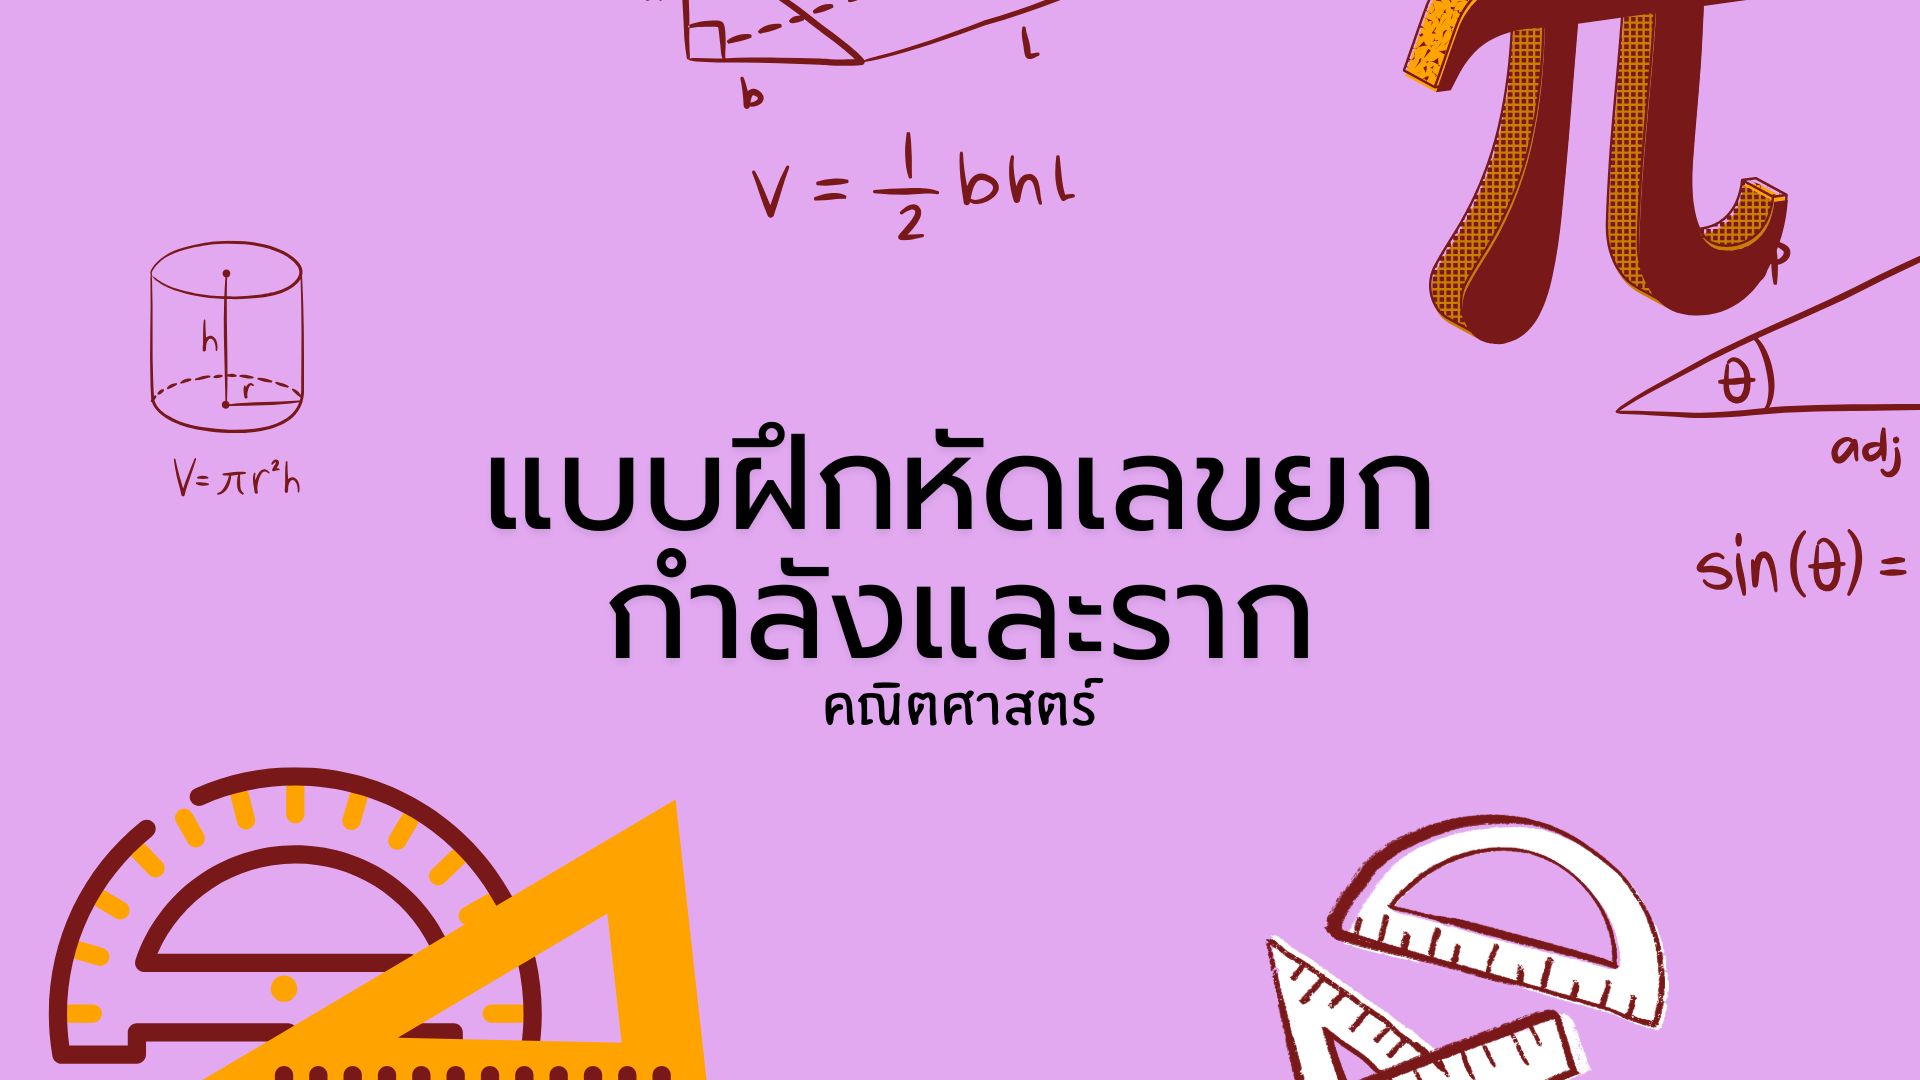 b
l
V = 1/2 bhl
h
r
V=πr²h
π
p
θ
adj
sin(θ) =
แบบฝึกหัดเลขยก
กำลังและราก
คณิตศาสตร์